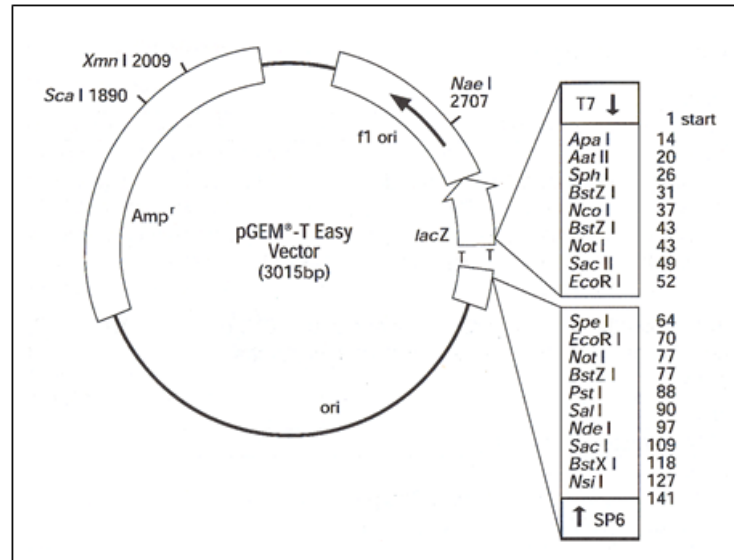 Xmn I 2009
Sca I 1890
Nae I
2707
f1 ori
Ampʳ
pGEM®-T Easy
Vector
(3015bp)
lacZ
T T
ori
T7 ↓
1 start
Apa I 14
Aat II 20
Sph I 26
BstZ I 31
Nco I 37
BstZ I 43
Not I 43
Sac II 49
EcoR I 52
Spe I 64
EcoR I 70
Not I 77
BstZ I 77
Pst I 88
Sal I 90
Nde I 97
Sac I 109
BstX I 118
Nsi I 127
141
↑ SP6